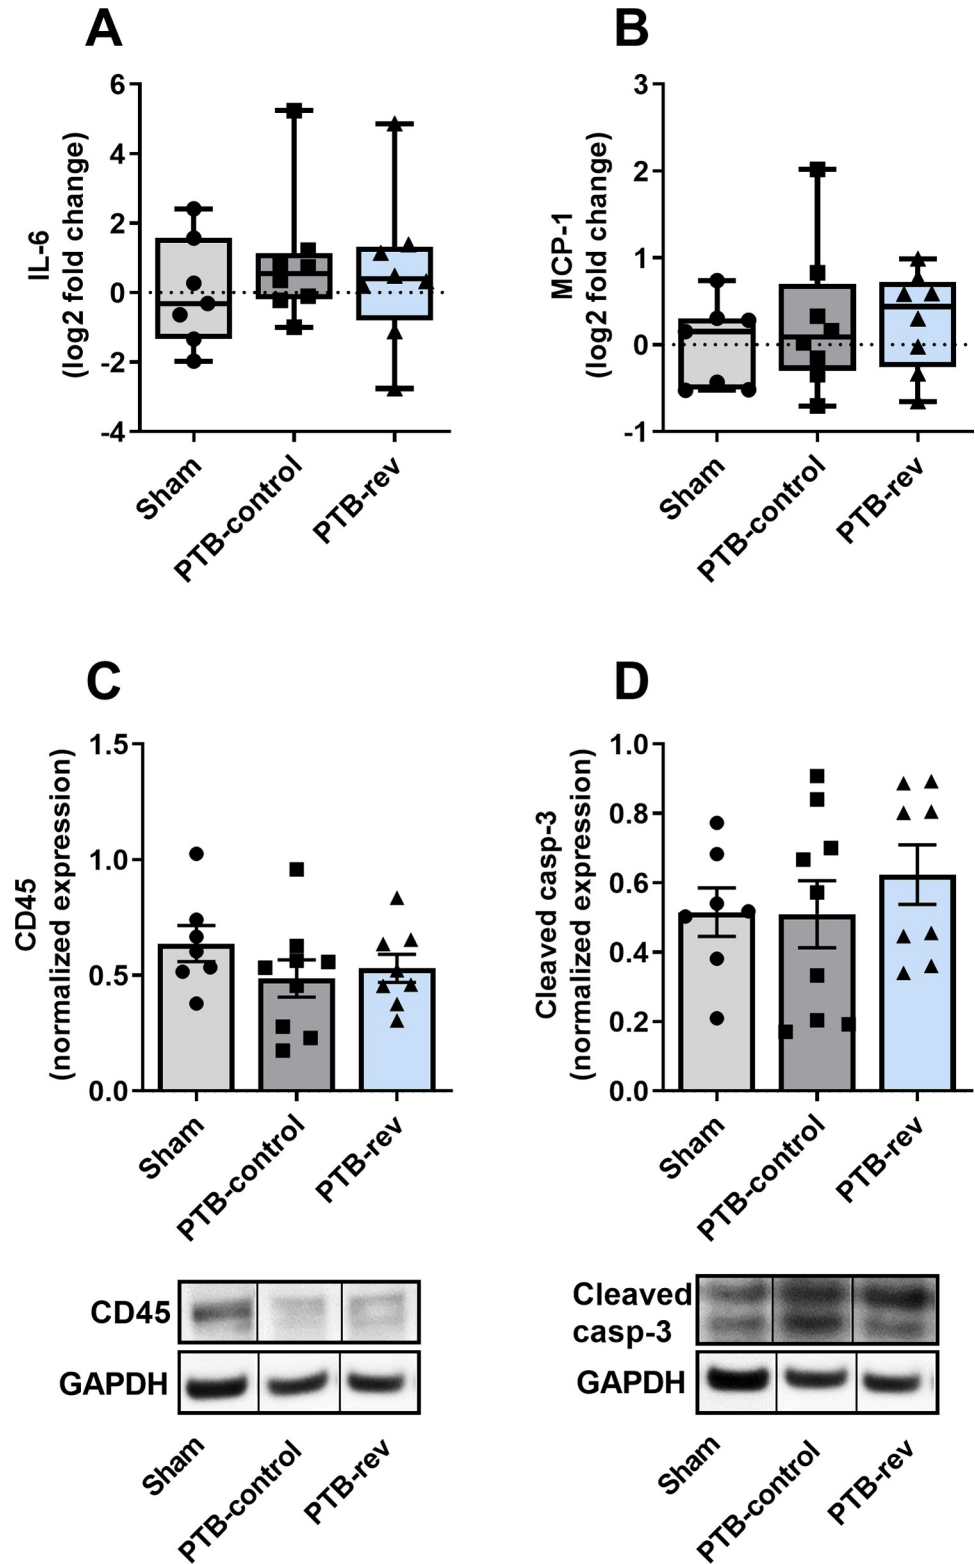 A
IL-6
(log2 fold change)
6
4
2
0
-2
-4
Sham
PTB-control
PTB-rev
B
MCP-1
(log2 fold change)
3
2
1
0
-1
Sham
PTB-control
PTB-rev
C
CD45
(normalized expression)
1.5
1.0
0.5
0.0
Sham
PTB-control
PTB-rev
CD45
GAPDH
Sham
PTB-control
PTB-rev
D
Cleaved casp-3
(normalized expression)
1.0
0.8
0.6
0.4
0.2
0.0
Sham
PTB-control
PTB-rev
Cleaved
casp-3
GAPDH
Sham
PTB-control
PTB-rev